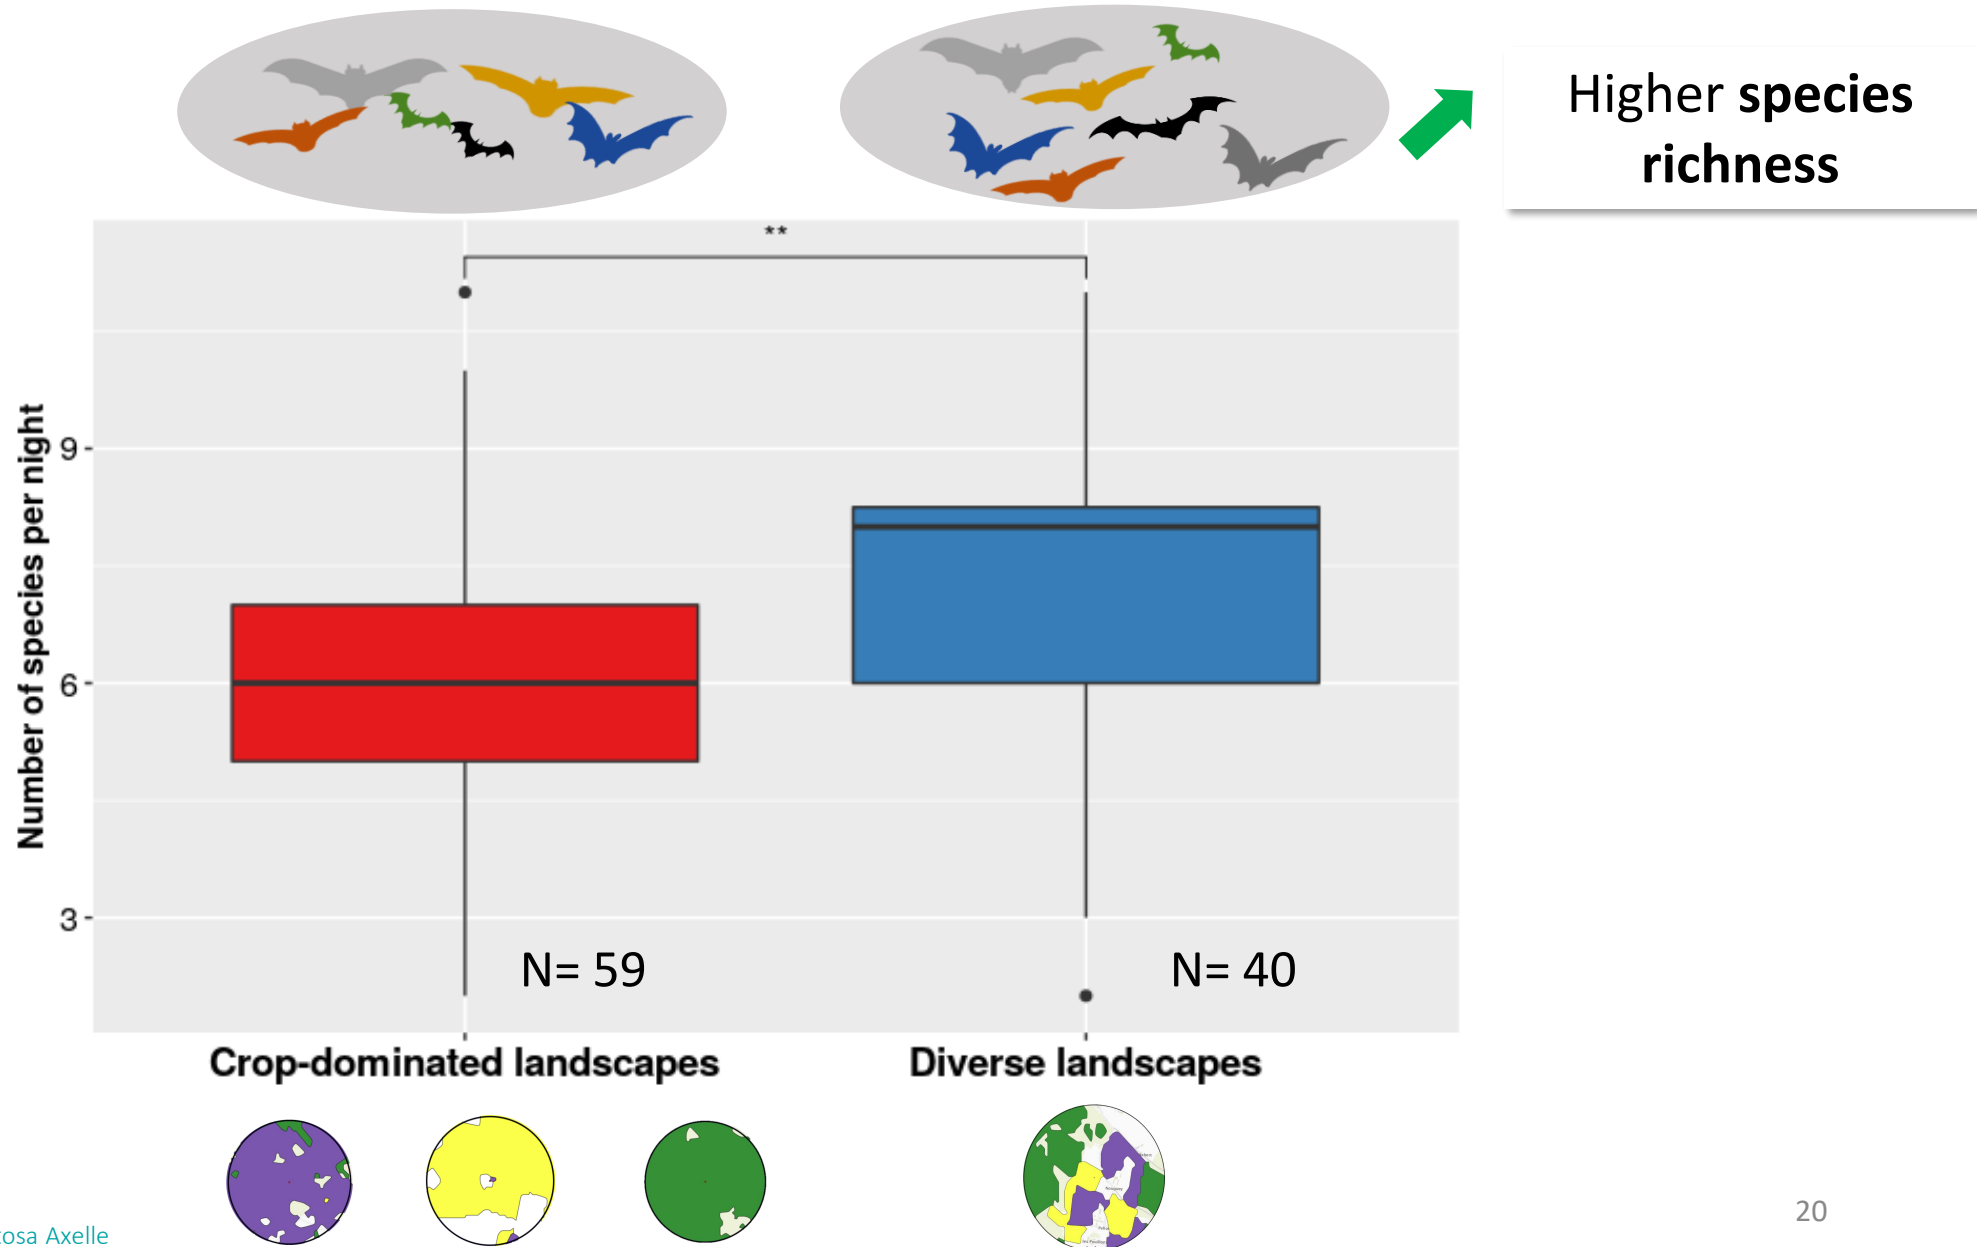 Higher species
richness
**
Number of species per night
9
6
3
N= 59
N= 40
Crop-dominated landscapes
Diverse landscapes
20
osa Axelle